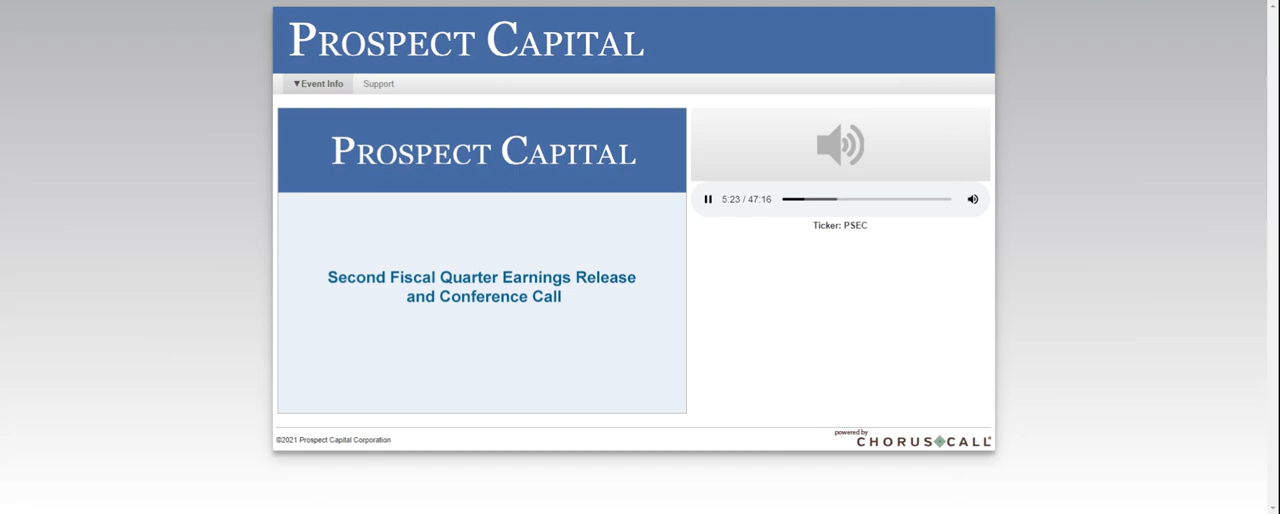 PROSPECT CAPITAL
▼Event Info Support
PROSPECT CAPITAL
Second Fiscal Quarter Earnings Release
and Conference Call
5:23 / 47:16
Ticker: PSEC
©2021 Prospect Capital Corporation
powered by
CHORUS CALL®